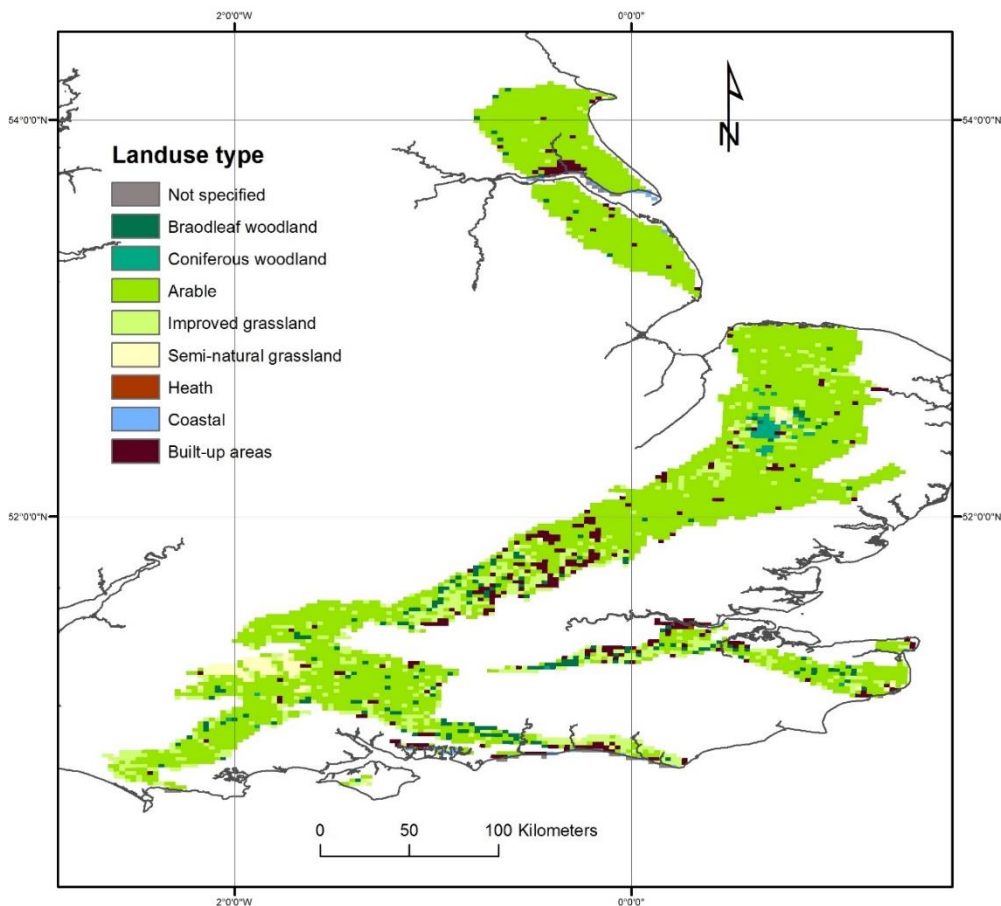 2°0'0"W
0°0'0"
54°0'0"N
54°0'0"N
N
Landuse type
Not specified
Braodleaf woodland
Coniferous woodland
Arable
Improved grassland
Semi-natural grassland
Heath
Coastal
Built-up areas
52°0'0"N
52°0'0"N
0 50 100 Kilometers
2°0'0"W
0°0'0"